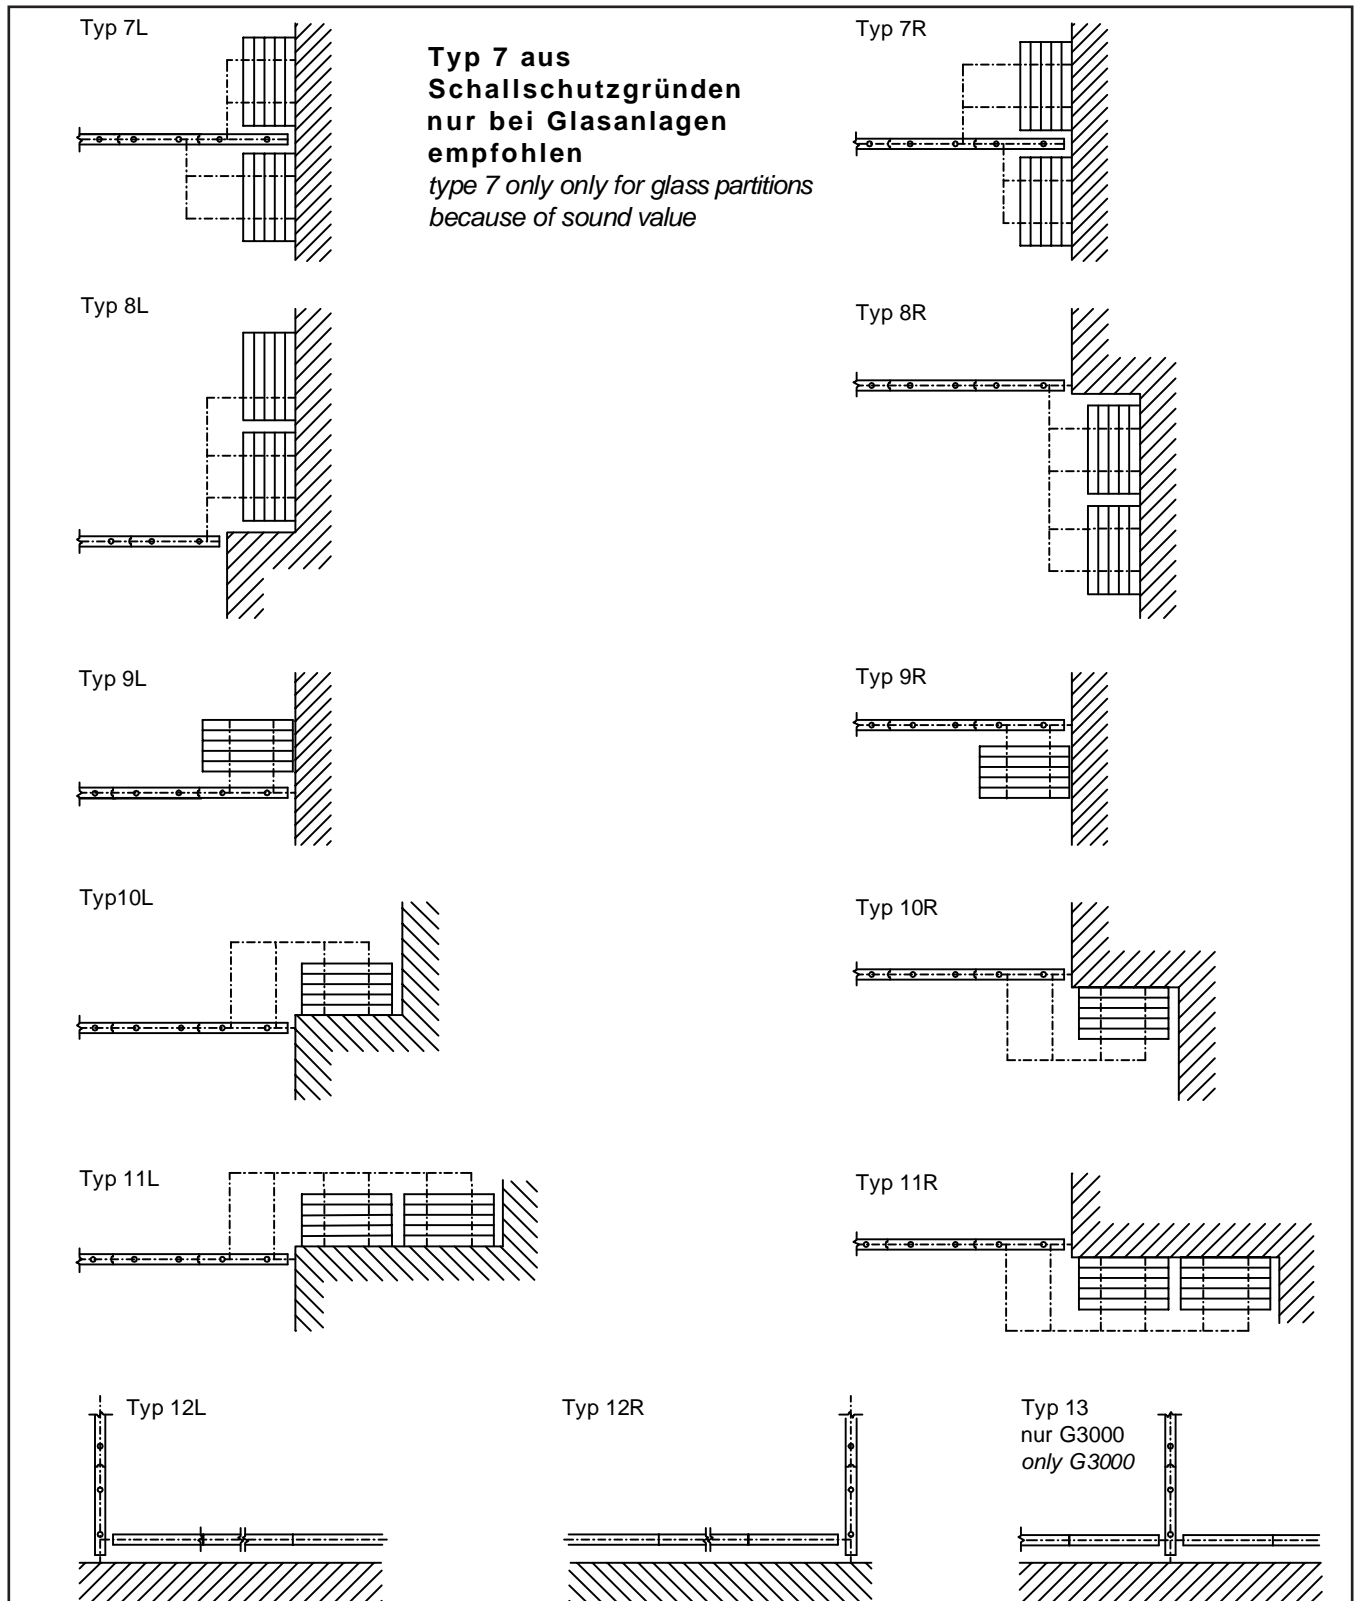 Typ 7L
Typ 7 aus
Schallschutzgründen
nur bei Glasanlagen
empfohlen
type 7 only only for glass partitions
because of sound value
Typ 7R
Typ 8L
Typ 8R
Typ 9L
Typ 9R
Typ10L
Typ 10R
Typ 11L
Typ 11R
Typ 12L
Typ 12R
Typ 13
nur G3000
only G3000